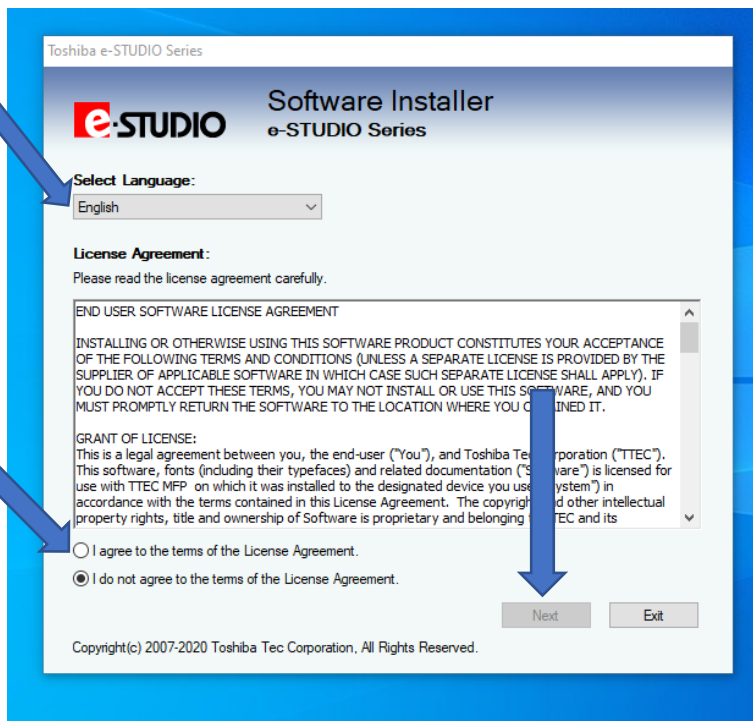 Toshiba e-STUDIO Series
e-STUDIO
Software Installer
e-STUDIO Series
Select Language:
English
License Agreement:
Please read the license agreement carefully.
END USER SOFTWARE LICENSE AGREEMENT
INSTALLING OR OTHERWISE USING THIS SOFTWARE PRODUCT CONSTITUTES YOUR ACCEPTANCE
OF THE FOLLOWING TERMS AND CONDITIONS (UNLESS A SEPARATE LICENSE IS PROVIDED BY THE
SUPPLIER OF APPLICABLE SOFTWARE IN WHICH CASE SUCH SEPARATE LICENSE SHALL APPLY). IF
YOU DO NOT ACCEPT THESE TERMS, YOU MAY NOT INSTALL OR USE THIS SOFTWARE, AND YOU
MUST PROMPTLY RETURN THE SOFTWARE TO THE LOCATION WHERE YOU IT.
GRANT OF LICENSE:
This is a legal agreement between you, the end-user ("You"), and Toshiba Tec ("TTEC").
This software, fonts (including their typefaces) and related documentation is licensed for
use with TTEC MFP on which it was installed to the designated device you in
accordance with the terms contained in this License Agreement. The other intellectual
property rights, title and ownership of Software is proprietary and belonging and its
I agree to the terms of the License Agreement.
I do not agree to the terms of the License Agreement.
Next
Exit
Copyright(c) 2007-2020 Toshiba Tec Corporation, All Rights Reserved.